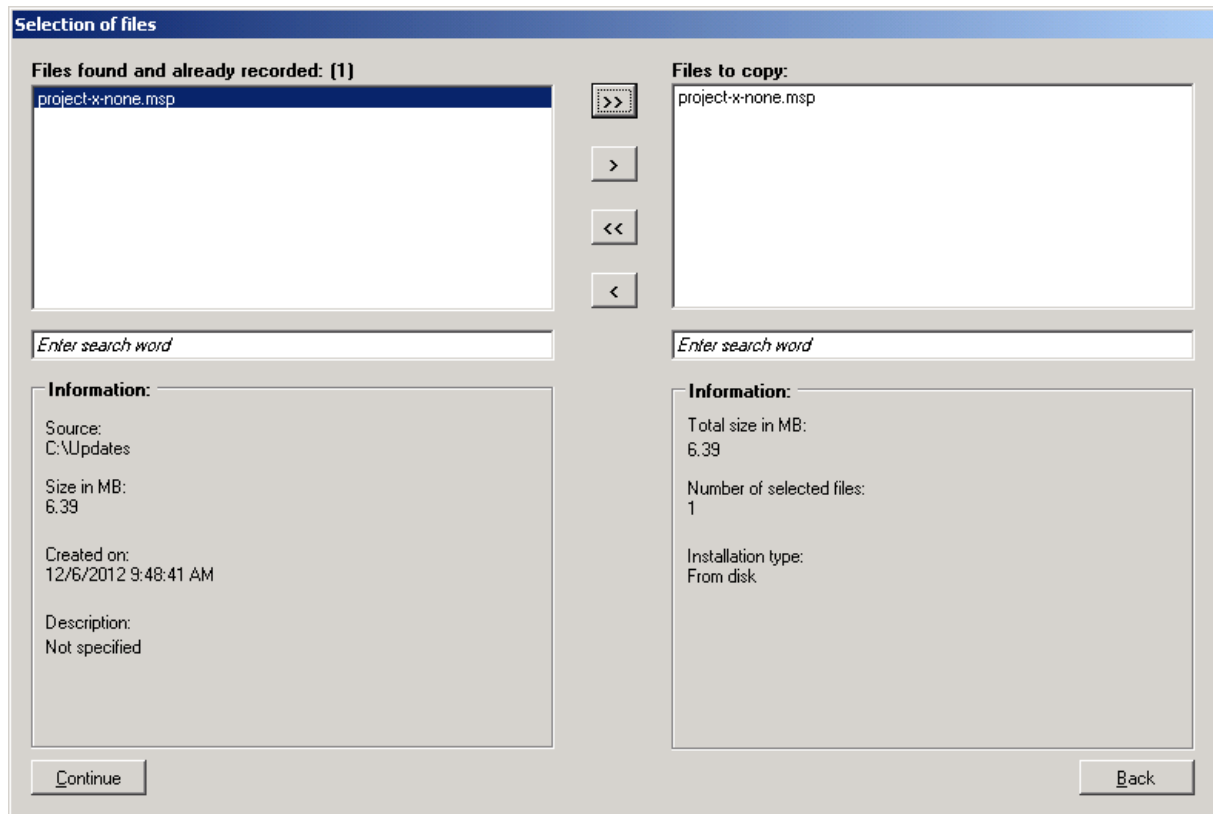 Selection of files
Files found and already recorded: (1)
project-x-none.msp
>>
>
<<
<
Files to copy:
project-x-none.msp
Enter search word
Enter search word
Information:
Source:
C:\Updates
Size in MB:
6.39
Created on:
12/6/2012 9:48:41 AM
Description:
Not specified
Information:
Total size in MB:
6.39
Number of selected files:
1
Installation type:
From disk
Continue
Back